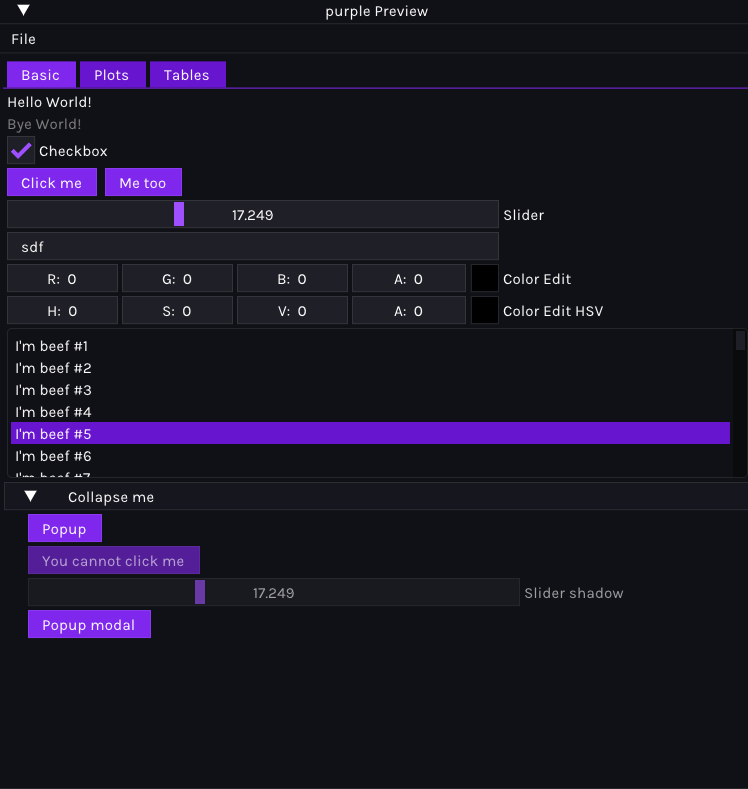 purple Preview
File
Basic Plots Tables
Hello World!
Bye World!
Checkbox
Click me Me too
17.249 Slider
sdf
R: 0 G: 0 B: 0 A: 0 Color Edit
H: 0 S: 0 V: 0 A: 0 Color Edit HSV
I'm beef #1
I'm beef #2
I'm beef #3
I'm beef #4
I'm beef #5
I'm beef #6
I'm beef #7
Collapse me
Popup
You cannot click me
17.249 Slider shadow
Popup modal